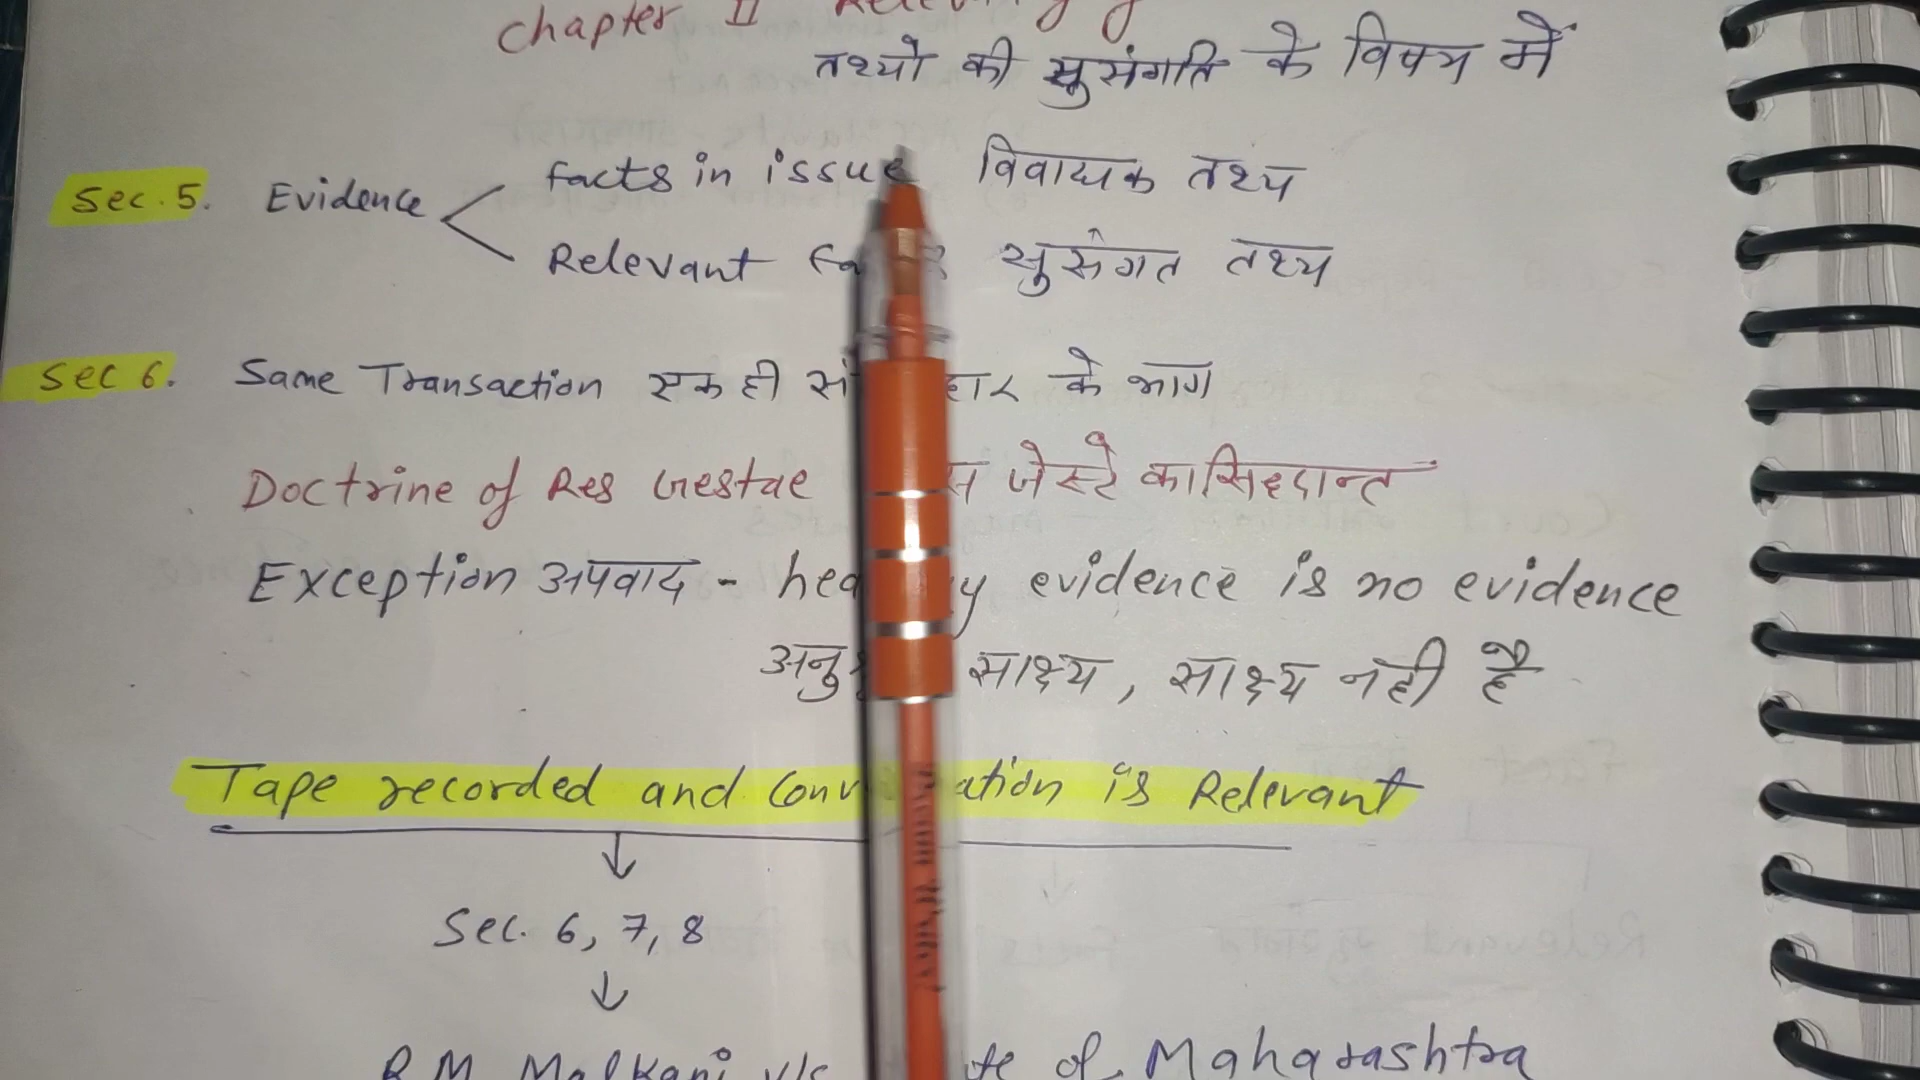 Chapter II
तथ्यो की सुसंगति के विषय में
Sec. 5. Evidence facts in issue विवाद्यक तथ्य
Relevant सुसंगत तथ्य
Sec 6. Same Transaction एक ही के भाग
Doctrine of Res Gestae जेस्टे का सिद्दान्त
Exception अपवाद - evidence is no evidence
साक्ष्य, साक्ष्य नही है
Tape recorded and is Relevant
Sec. 6, 7, 8
R M Malkani v/s of Maharashtra